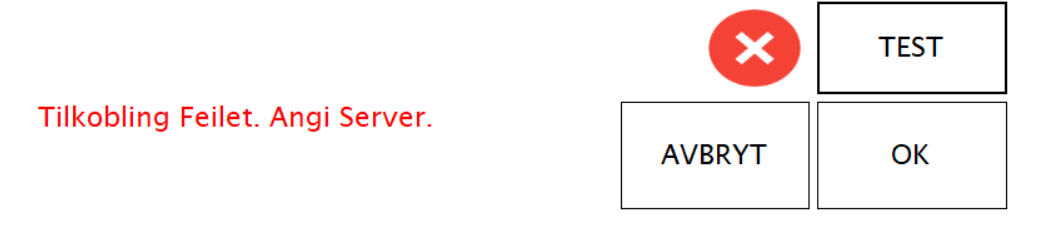 TEST
Tilkobling Feilet. Angi Server.
AVBRYT
OK